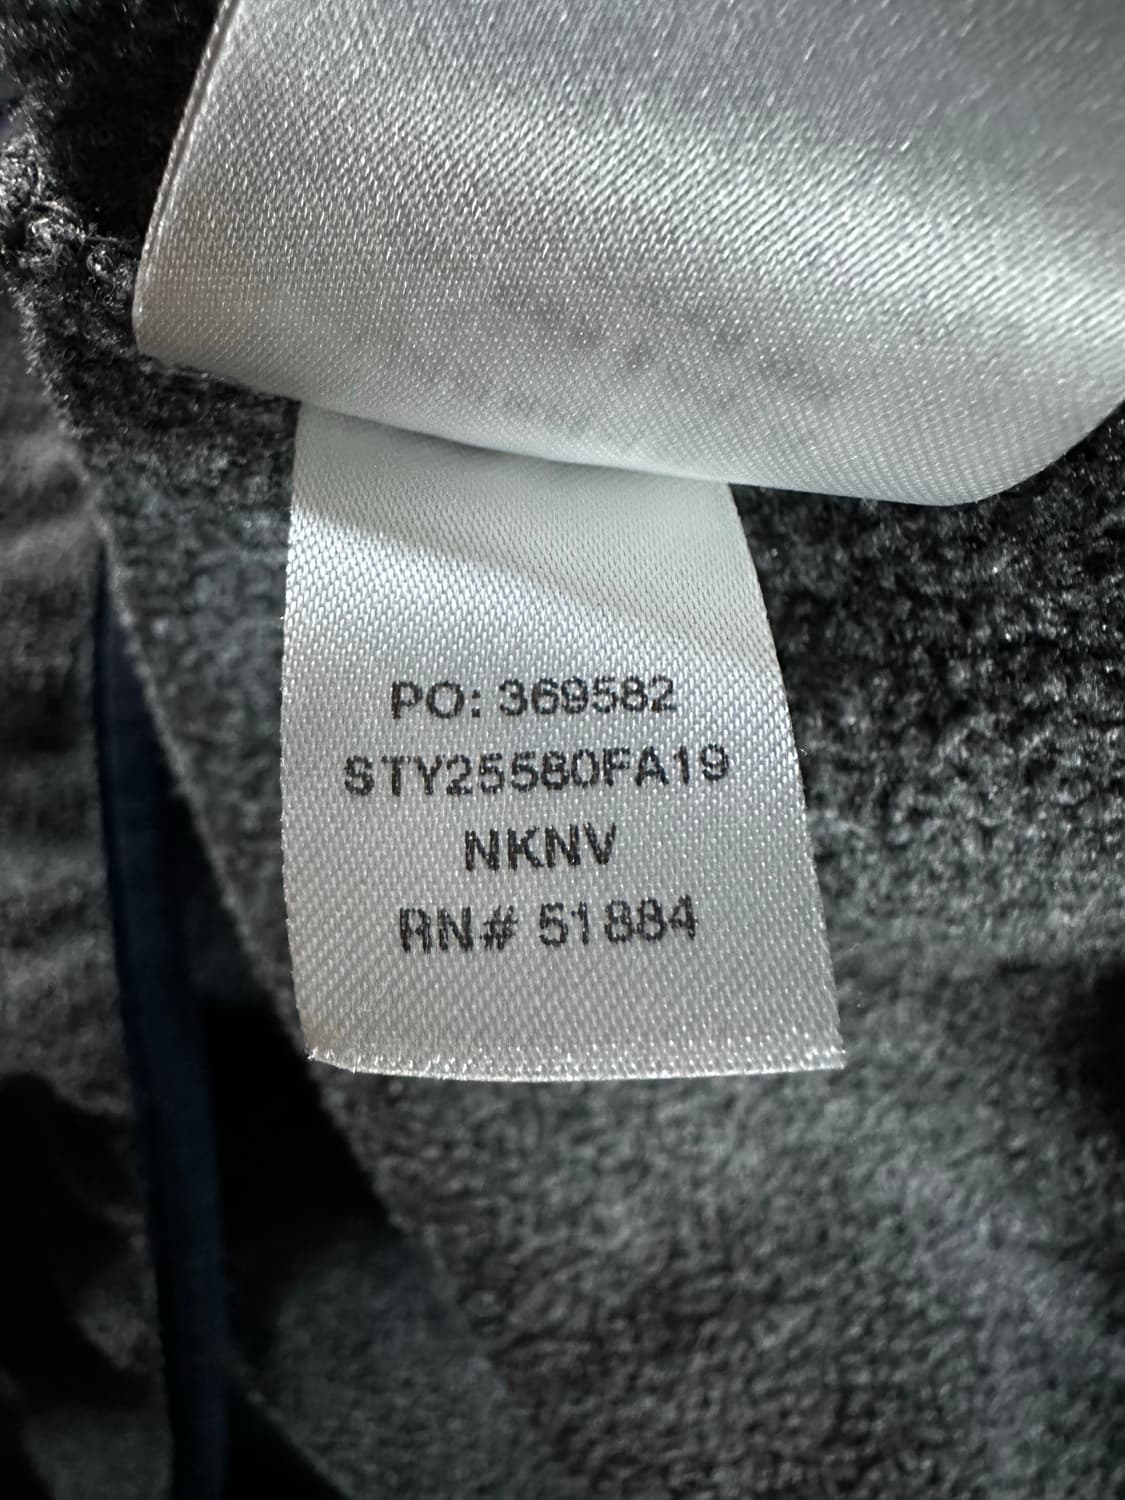 PO: 369582
STY25580FA19
NKNV
RN# 51884